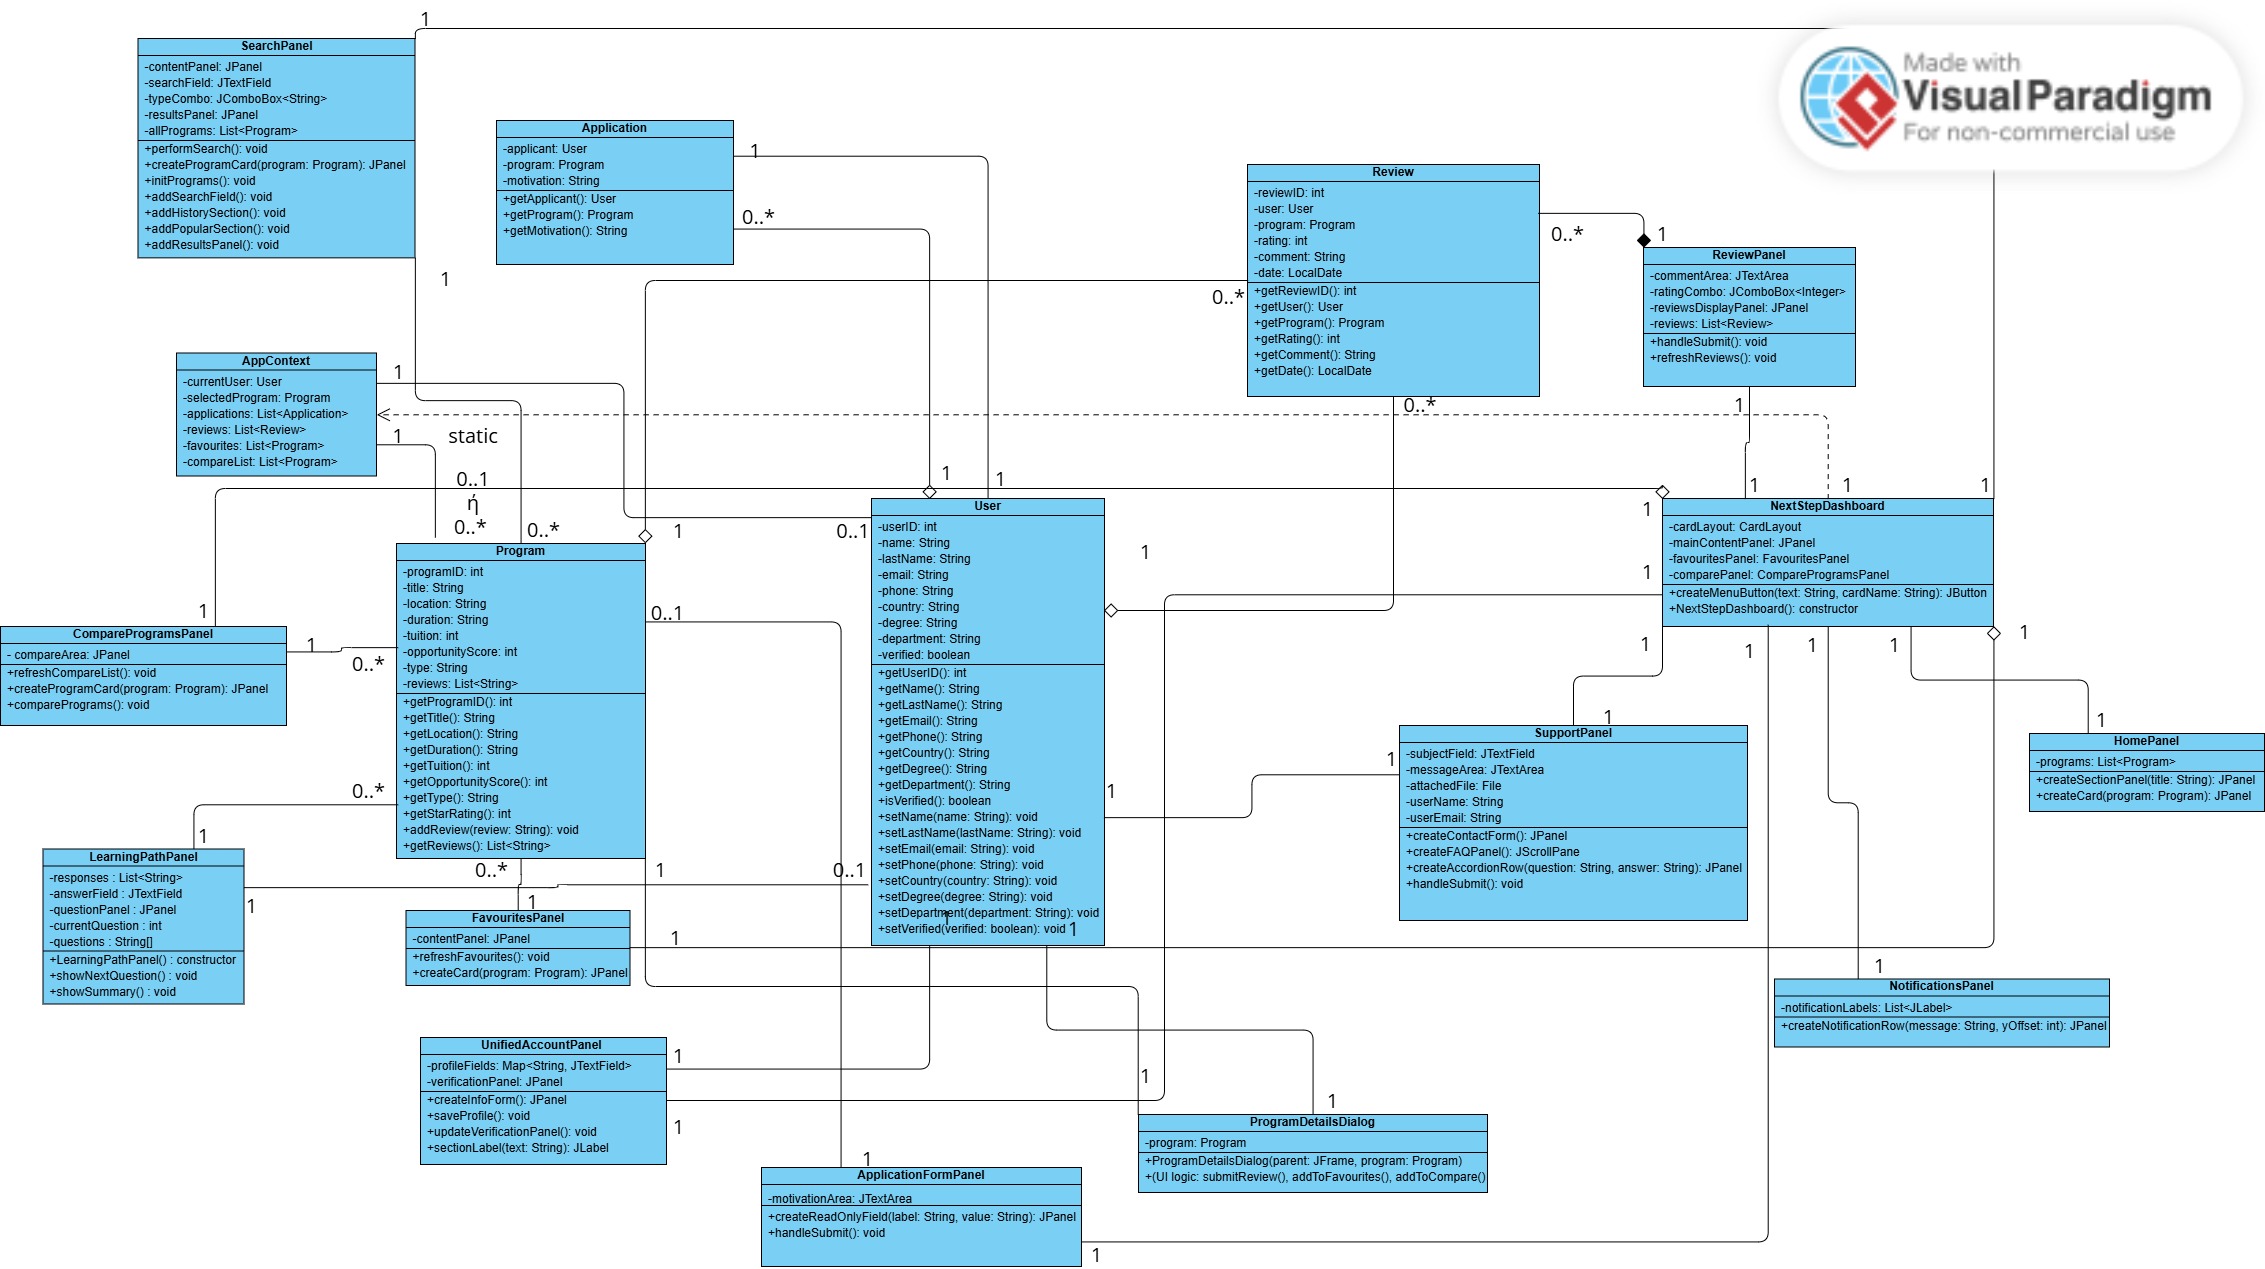 1
SearchPanel
-contentPanel: JPanel
-searchField: JTextField
-typeCombo: JComboBox<String>
-resultsPanel: JPanel
-allPrograms: List<Program>
+performSearch(): void
+createProgramCard(program: Program): JPanel
+initPrograms(): void
+addSearchField(): void
+addHistorySection(): void
+addPopularSection(): void
+addResultsPanel(): void
1
Made with
Visual Paradigm
For non-commercial use
Application
-applicant: User
-program: Program
-motivation: String
+getApplicant(): User
+getProgram(): Program
+getMotivation(): String
1
0..*
Review
-reviewID: int
-user: User
-program: Program
-rating: int
-comment: String
-date: LocalDate
+getReviewID(): int
+getUser(): User
+getProgram(): Program
+getRating(): int
+getComment(): String
+getDate(): LocalDate
0..*
0..*
1
0..*
ReviewPanel
-commentArea: JTextArea
-ratingCombo: JComboBox<Integer>
-reviewsDisplayPanel: JPanel
-reviews: List<Review>
+handleSubmit(): void
+refreshReviews(): void
1
1
AppContext
-currentUser: User
-selectedProgram: Program
-applications: List<Application>
-reviews: List<Review>
-favourites: List<Program>
-compareList: List<Program>
1
1
static
0..1
ή
0..*
0..*
1
1
1
0..1
1
1
1
1
1
Program
-programID: int
-title: String
-location: String
-duration: String
-tuition: int
-opportunityScore: int
-type: String
-reviews: List<String>
+getProgramID(): int
+getTitle(): String
+getLocation(): String
+getDuration(): String
+getTuition(): int
+getOpportunityScore(): int
+getType(): String
+getStarRating(): int
+addReview(review: String): void
+getReviews(): List<String>
0..1
User
-userID: int
-name: String
-lastName: String
-email: String
-phone: String
-country: String
-degree: String
-department: String
-verified: boolean
+getUserID(): int
+getName(): String
+getLastName(): String
+getEmail(): String
+getPhone(): String
+getCountry(): String
+getDegree(): String
+getDepartment(): String
+isVerified(): boolean
+setName(name: String): void
+setLastName(lastName: String): void
+setEmail(email: String): void
+setPhone(phone: String): void
+setCountry(country: String): void
+setDegree(degree: String): void
+setDepartment(department: String): void
+setVerified(verified: boolean): void
1
1
1
0..1
NextStepDashboard
-cardLayout: CardLayout
-mainContentPanel: JPanel
-favouritesPanel: FavouritesPanel
-comparePanel: CompareProgramsPanel
+createMenuButton(text: String, cardName: String): JButton
+NextStepDashboard(): constructor
1
1
1
1
1
1
1
CompareProgramsPanel
- compareArea: JPanel
+refreshCompareList(): void
+createProgramCard(program: Program): JPanel
+comparePrograms(): void
1
0..*
SupportPanel
-subjectField: JTextField
-messageArea: JTextArea
-attachedFile: File
-userName: String
-userEmail: String
+createContactForm(): JPanel
+createFAQPanel(): JScrollPane
+createAccordionRow(question: String, answer: String): JPanel
+handleSubmit(): void
1
1
1
HomePanel
-programs: List<Program>
+createSectionPanel(title: String): JPanel
+createCard(program: Program): JPanel
0..*
1
LearningPathPanel
-responses : List<String>
-answerField : JTextField
-questionPanel : JPanel
-currentQuestion : int
-questions : String[]
+LearningPathPanel() : constructor
+showNextQuestion() : void
+showSummary() : void
1
0..*
1
1
FavouritesPanel
-contentPanel: JPanel
+refreshFavourites(): void
+createCard(program: Program): JPanel
1
1
NotificationsPanel
-notificationLabels: List<JLabel>
+createNotificationRow(message: String, yOffset: int): JPanel
UnifiedAccountPanel
-profileFields: Map<String, JTextField>
-verificationPanel: JPanel
+createInfoForm(): JPanel
+saveProfile(): void
+updateVerificationPanel(): void
+sectionLabel(text: String): JLabel
1
1
1
1
ProgramDetailsDialog
-program: Program
+ProgramDetailsDialog(parent: JFrame, program: Program)
+(UI logic: submitReview(), addToFavourites(), addToCompare()
1
ApplicationFormPanel
-motivationArea: JTextArea
+createReadOnlyField(label: String, value: String): JPanel
+handleSubmit(): void
1